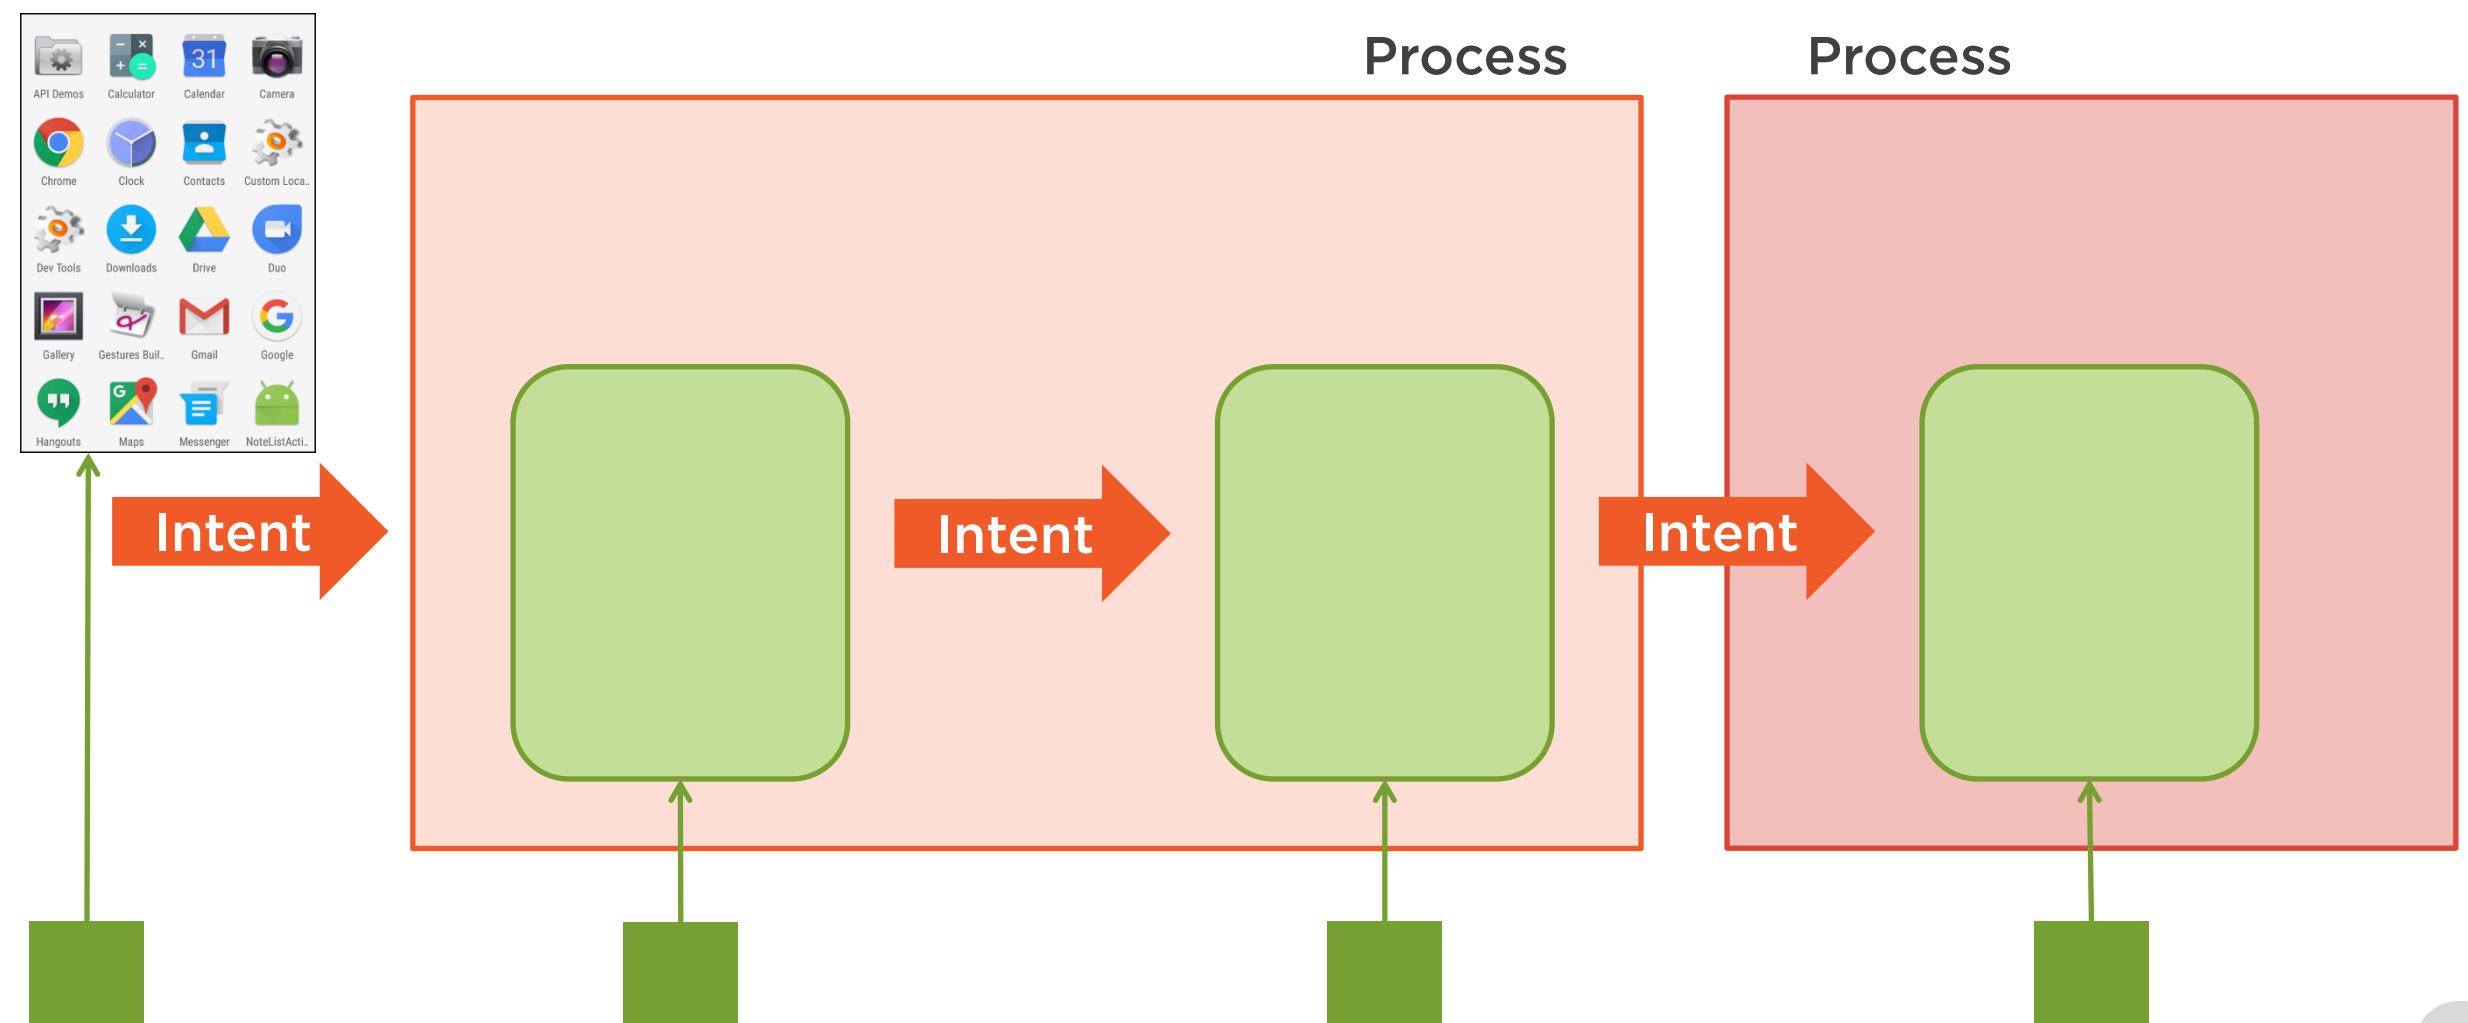 Process
Process
31
API Demos
Calculator
Calendar
Camera
Chrome
Clock
Contacts
Custom Loca..
Dev Tools
Downloads
Drive
Duo
Gallery
Gestures Buil..
Gmail
Google
G
Hangouts
Maps
Messenger
NoteListActi..
Intent
Intent
Intent